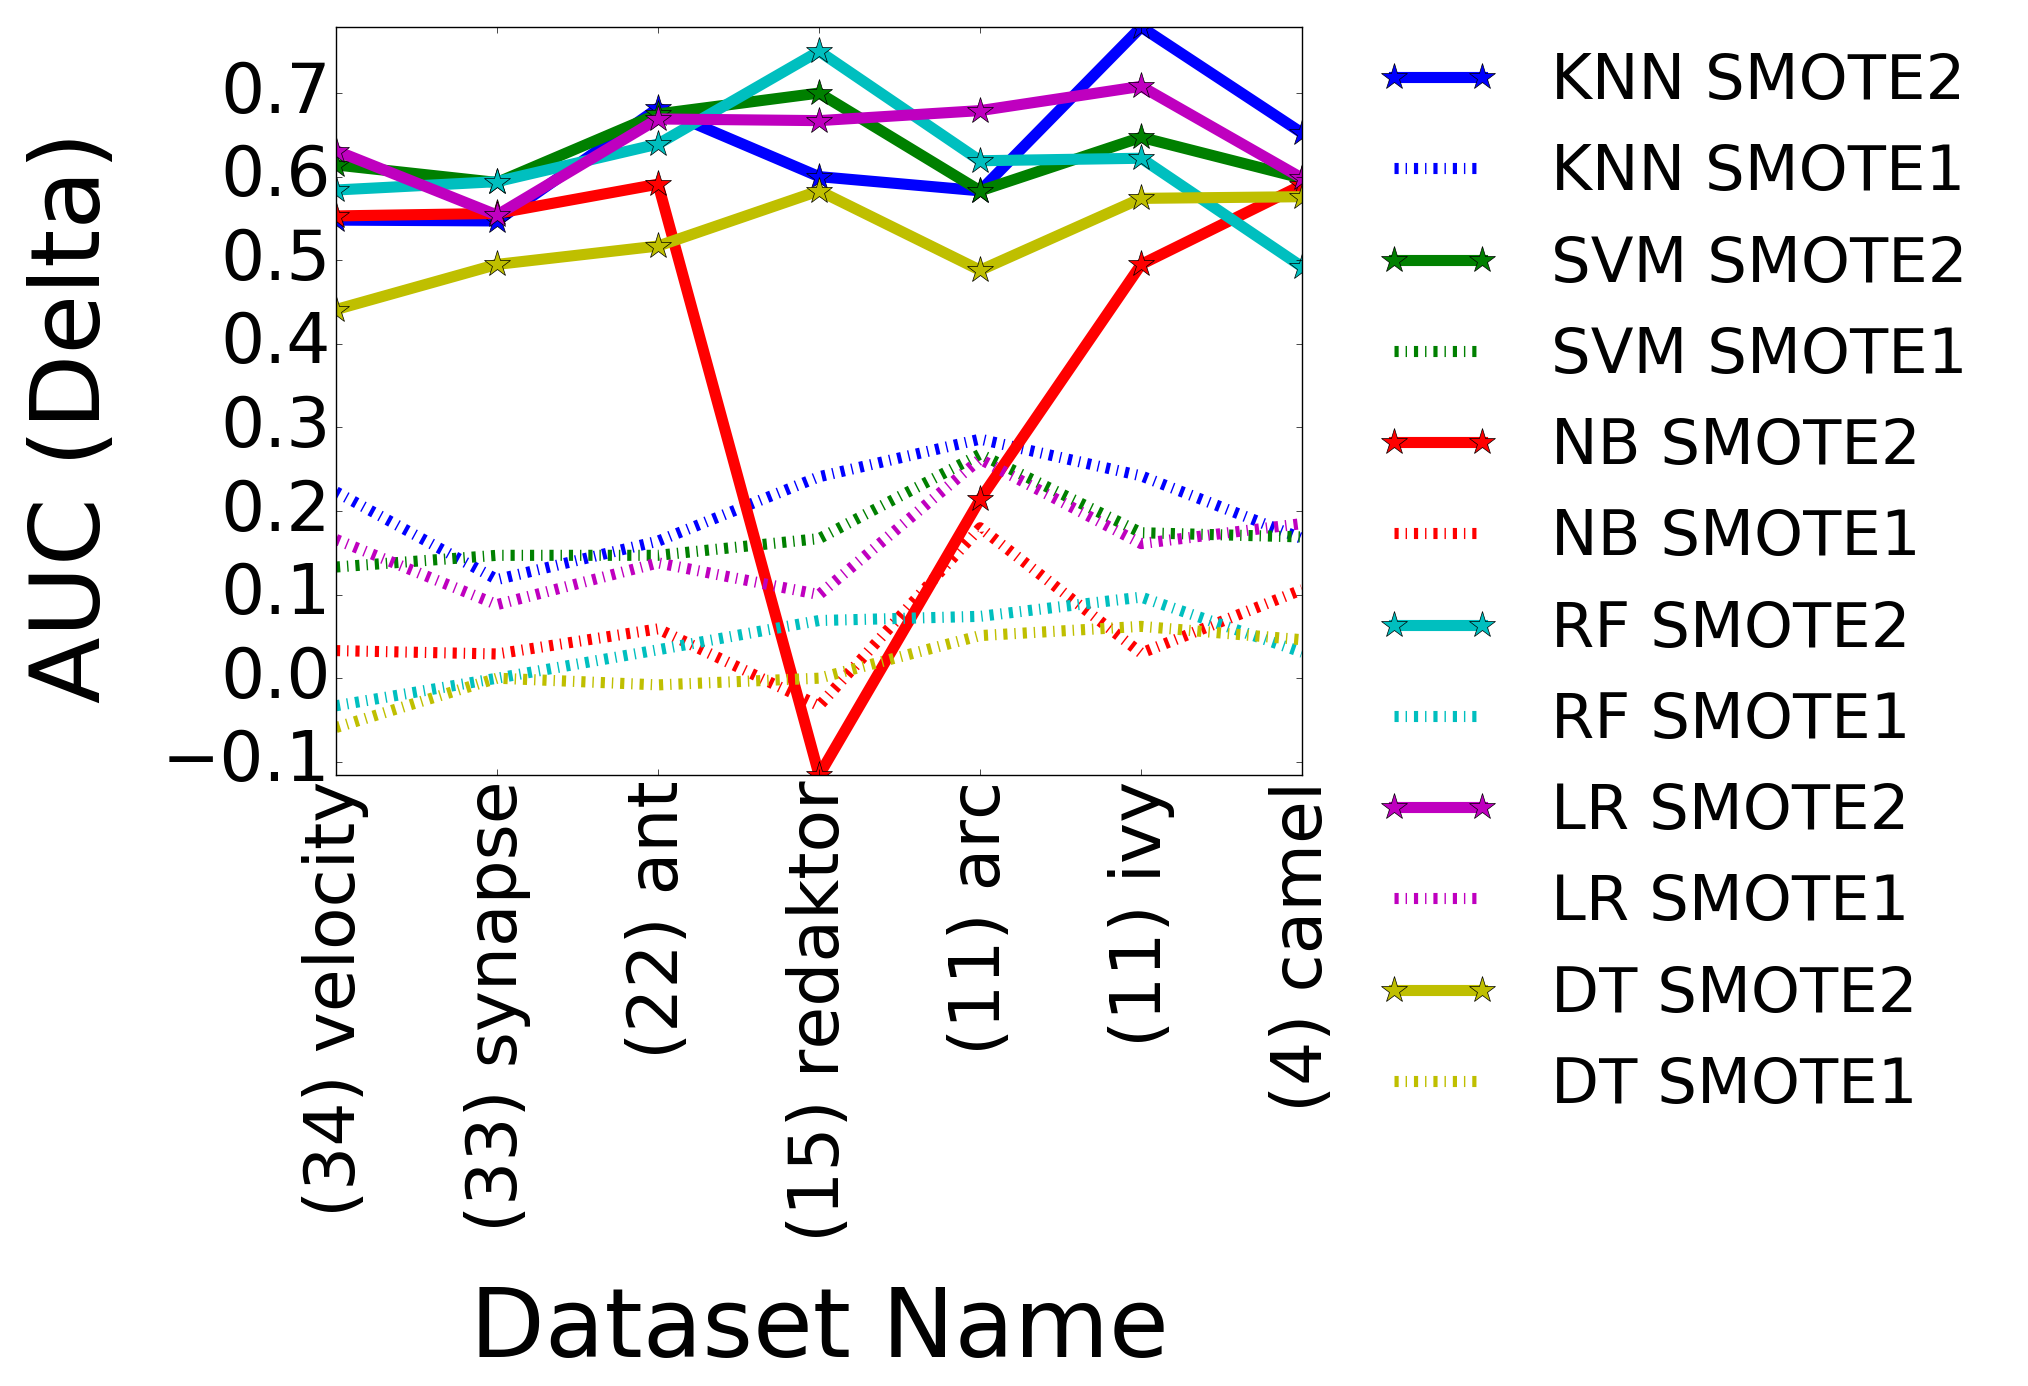 AUC (Delta)
0.7
0.6
0.5
0.4
0.3
0.2
0.1
0.0
−0.1
(34) velocity
(33) synapse
(22) ant
(15) redaktor
(11) arc
(11) ivy
(4) camel
Dataset Name
KNN SMOTE2
KNN SMOTE1
SVM SMOTE2
SVM SMOTE1
NB SMOTE2
NB SMOTE1
RF SMOTE2
RF SMOTE1
LR SMOTE2
LR SMOTE1
DT SMOTE2
DT SMOTE1